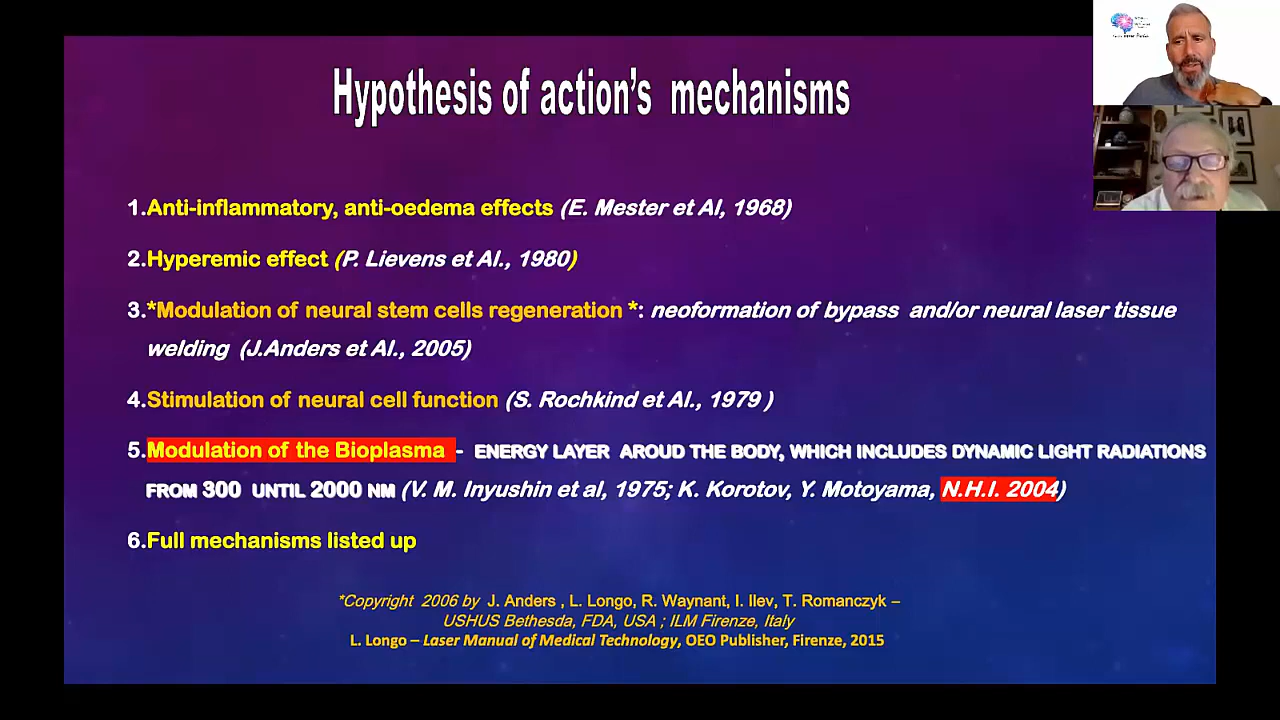 Hypothesis of action's mechanisms
1.Anti-inflammatory, anti-oedema effects (E. Mester et Al, 1968)
2.Hyperemic effect (P. Lievens et Al., 1980)
3.*Modulation of neural stem cells regeneration *: neoformation of bypass and/or neural laser tissue
welding (J.Anders et Al., 2005)
4.Stimulation of neural cell function (S. Rochkind et Al., 1979 )
5.Modulation of the Bioplasma - ENERGY LAYER AROUD THE BODY, WHICH INCLUDES DYNAMIC LIGHT RADIATIONS
FROM 300 UNTIL 2000 NM (V. M. Inyushin et al, 1975; K. Korotov, Y. Motoyama, N.H.I. 2004)
6.Full mechanisms listed up
*Copyright 2006 by J. Anders , L. Longo, R. Waynant, I. Ilev, T. Romanczyk –
USHUS Bethesda, FDA, USA ; ILM Firenze, Italy
L. Longo – Laser Manual of Medical Technology, OEO Publisher, Firenze, 2015